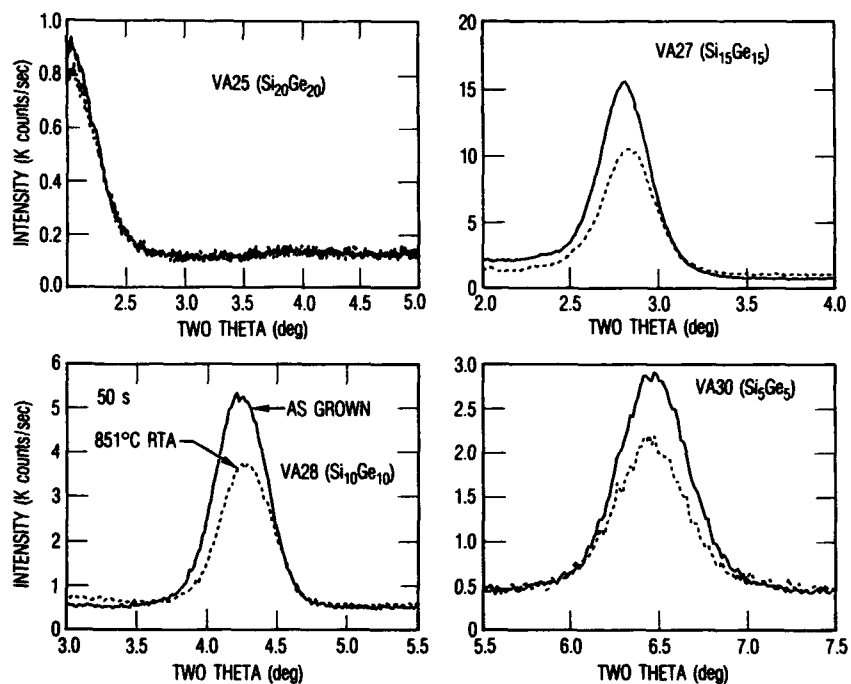 INTENSITY (K counts/sec)
1.0
0.8
0.6
0.4
0.2
0.0
VA25 (Si20Ge20)
2.5 3.0 3.5 4.0 4.5 5.0
TWO THETA (deg)
20
15
10
5
0
VA27 (Si15Ge15)
2.0 2.5 3.0 3.5 4.0
TWO THETA (deg)
INTENSITY (K counts/sec)
6
5
4
3
2
1
0
50 s
AS GROWN
851°C RTA
VA28 (Si10Ge10)
3.0 3.5 4.0 4.5 5.0 5.5
TWO THETA (deg)
3.0
2.5
2.0
1.5
1.0
0.5
0.0
VA30 (Si5Ge5)
5.5 6.0 6.5 7.0 7.5
TWO THETA (deg)